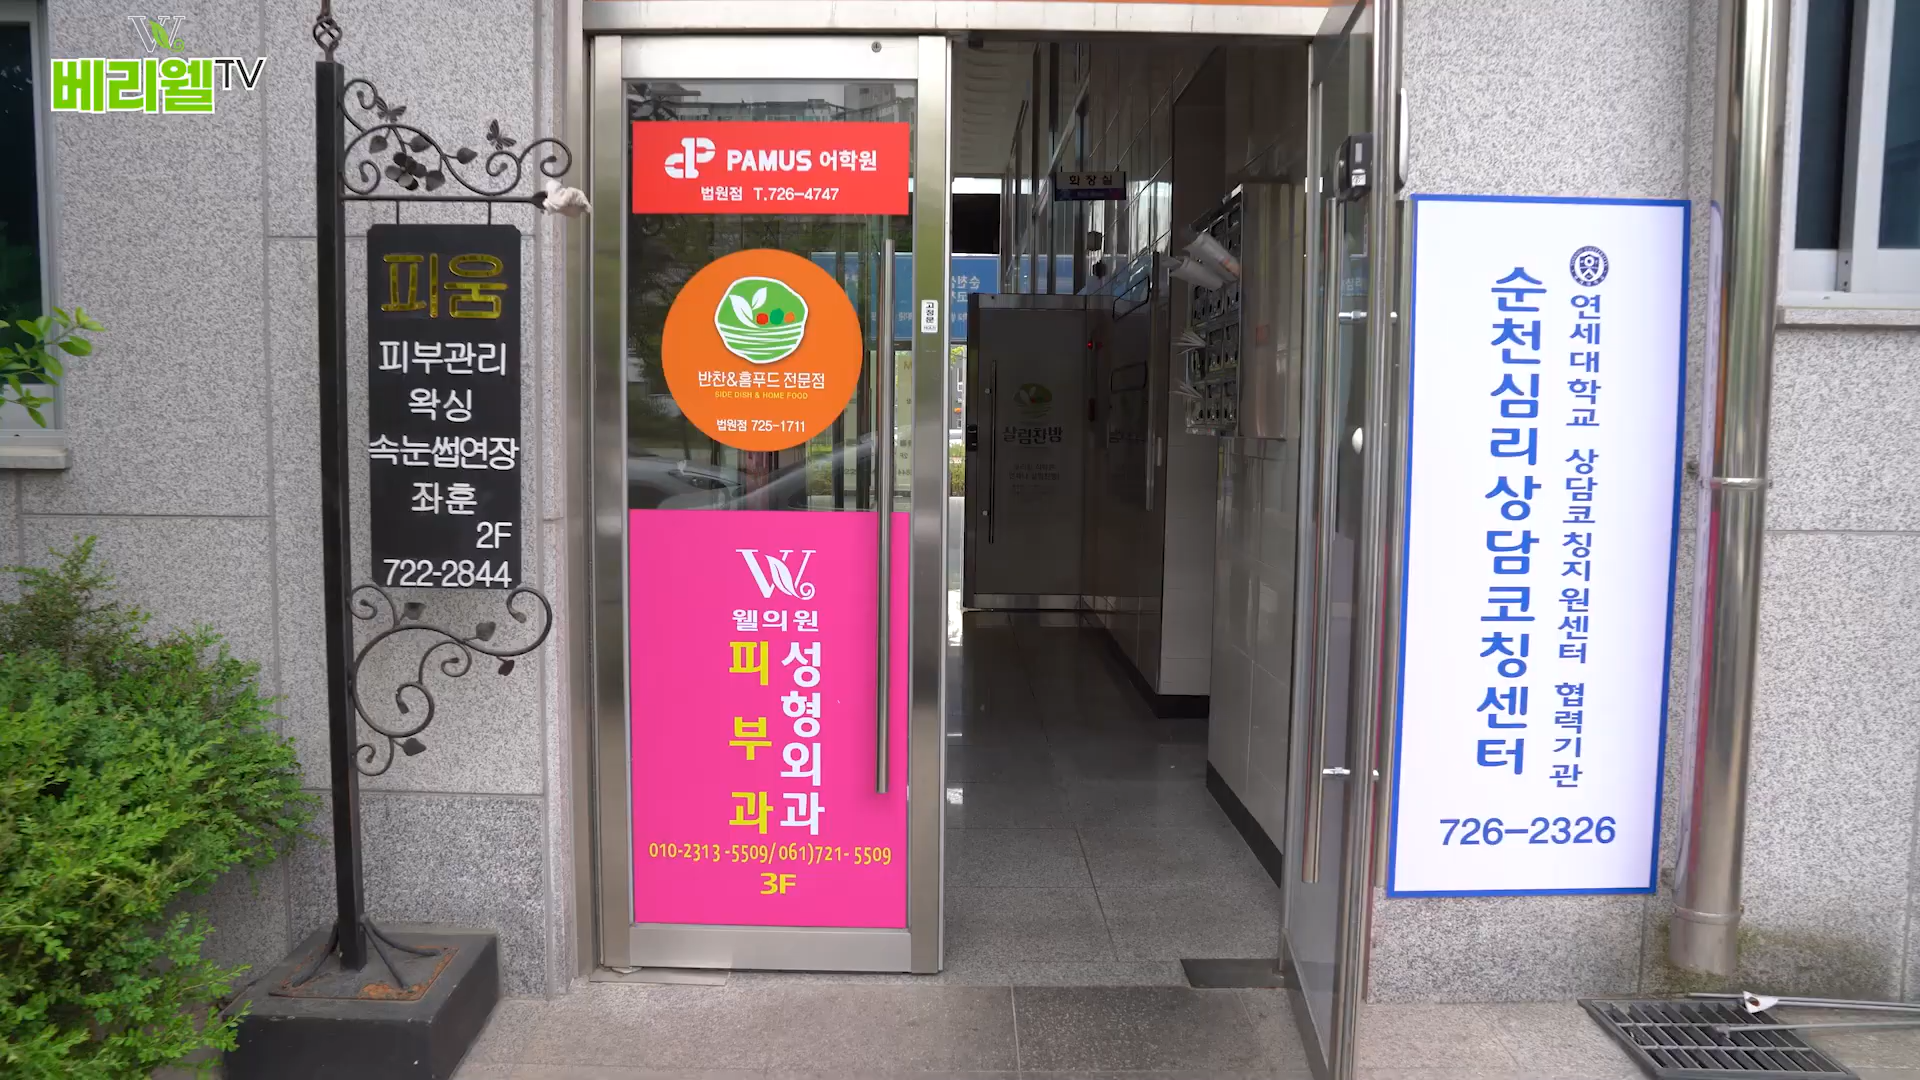 베리웰TV
피움
피부관리
왁싱
속눈썹연장
좌훈
2F
722-2844
PAMUS 어학원
법원점 T.726-4747
반찬&홈푸드 전문점
SIDE DISH & HOME FOOD
법원점 725-1711
W
웰의원
성형외과
피부과
010-2313-5509/061)721-5509
3F
고정문
화장실
살림찬방
연세대학교 상담코칭지원센터 협력기관
순천심리상담코칭센터
726-2326